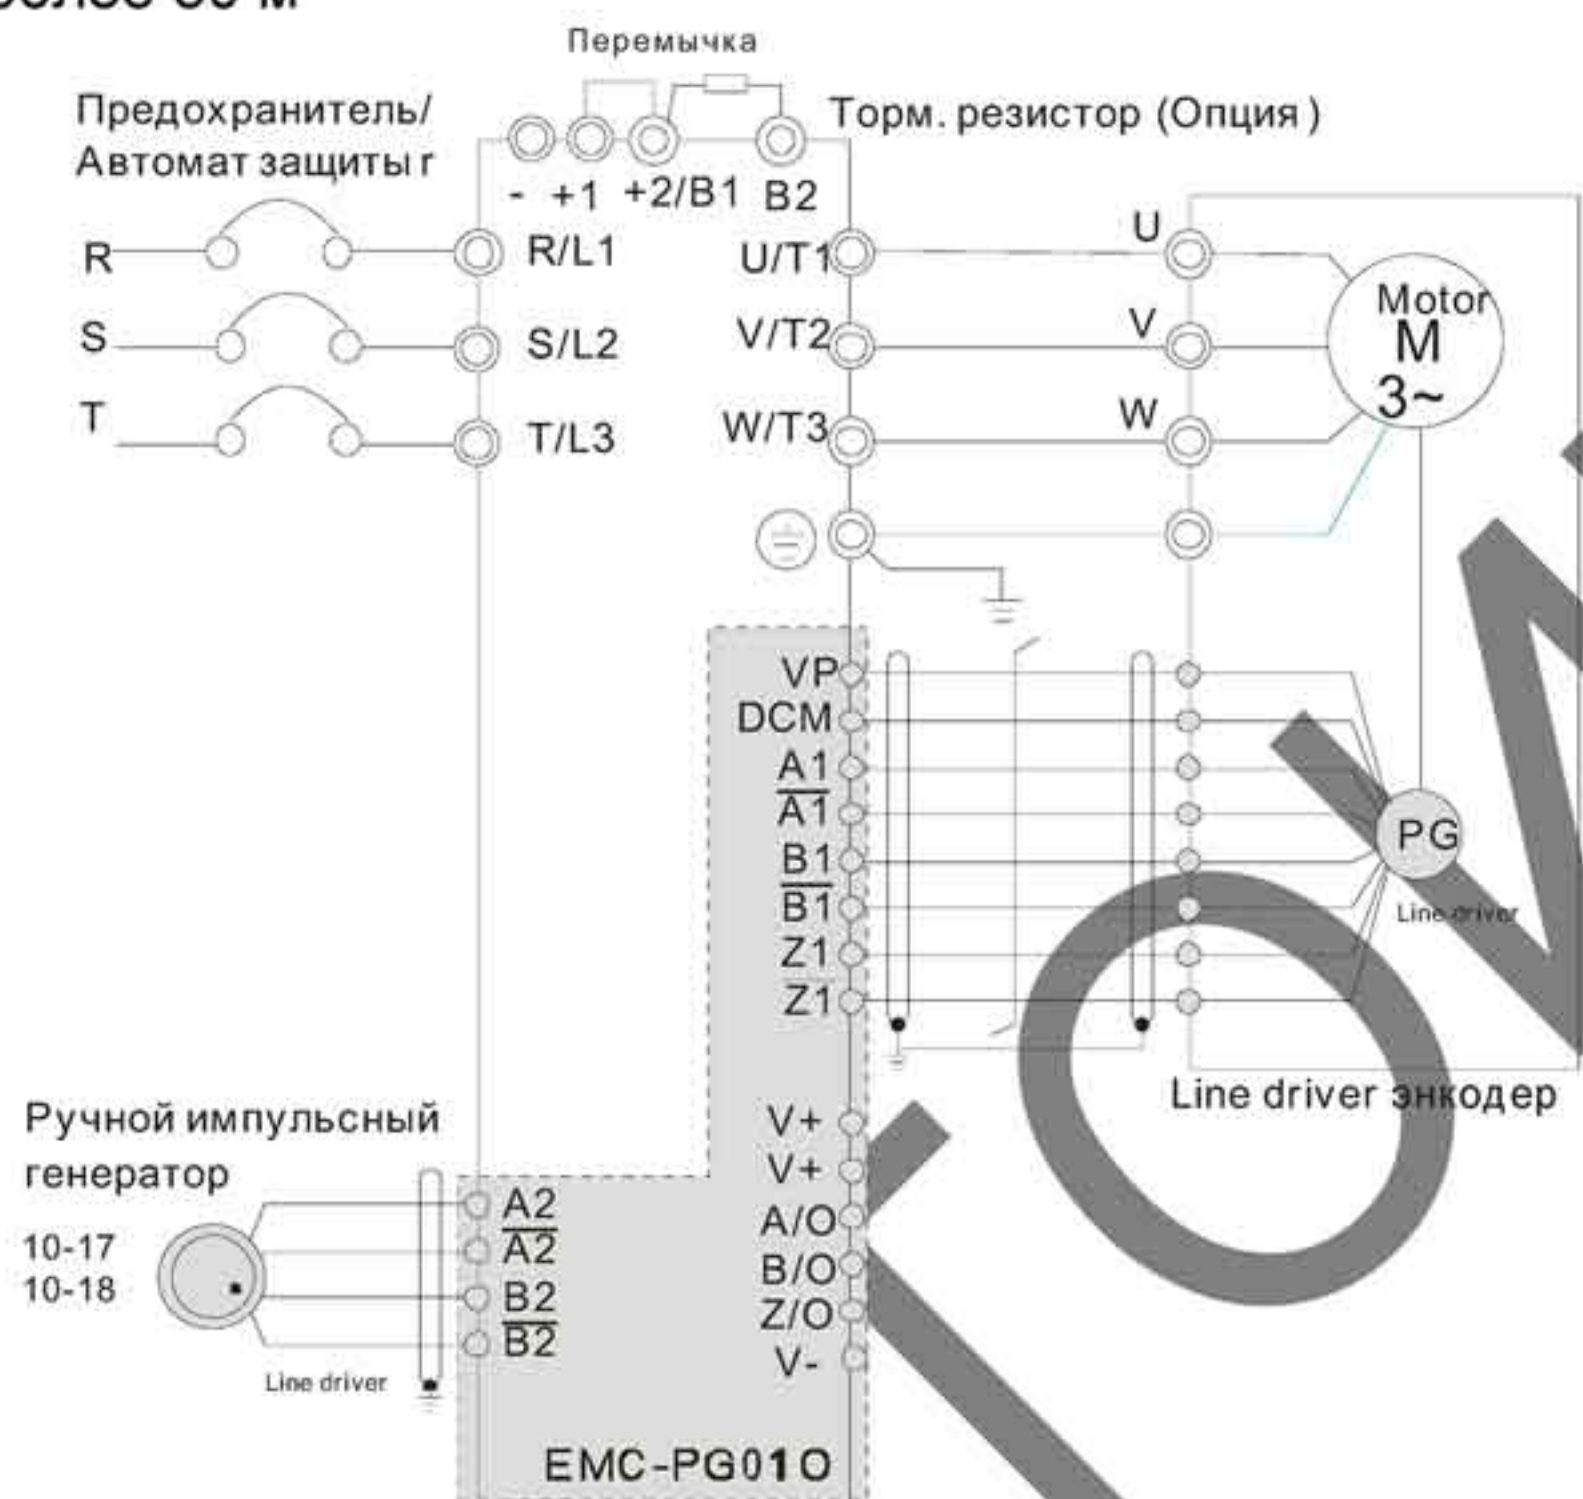 Перемычка
Предохранитель/
Автомат защиты г
Торм. резистор (Опция)
- +1 +2/B1 B2
R R/L1 U/T1 U
S S/L2 V/T2 V
T T/L3 W/T3 W
Motor
M
3~
VP
DCM
A1
A1
B1
B1
Z1
Z1
PG
Line driver
Line driver энкодер
Ручной импульсный
генератор
10-17
10-18
Line driver
A2
A2
B2
B2
V+
V+
A/O
B/O
Z/O
V-
EMC-PG01O